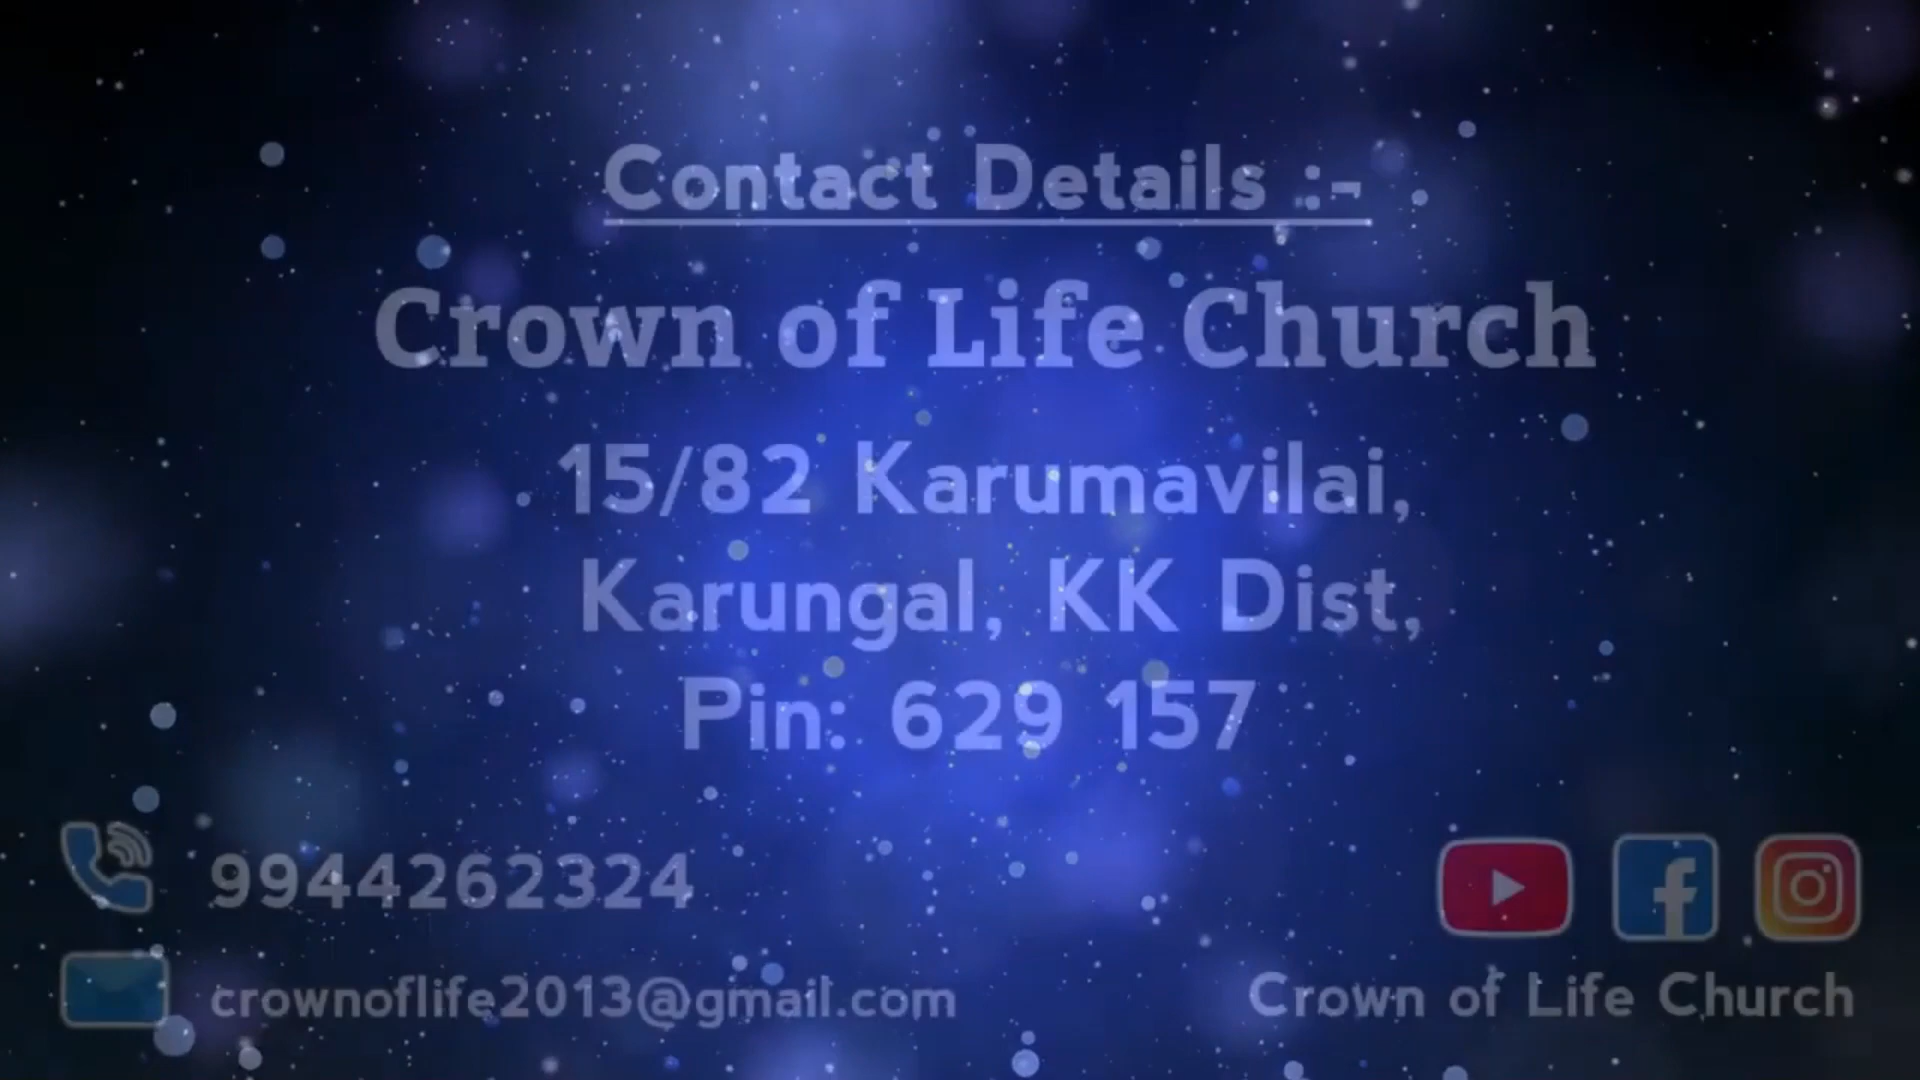 Contact Details :-
Crown of Life Church
15/82 Karumavilai,
Karungal, KK Dist,
Pin: 629 157
9944262324
crownoflife2013@gmail.com
Crown of Life Church